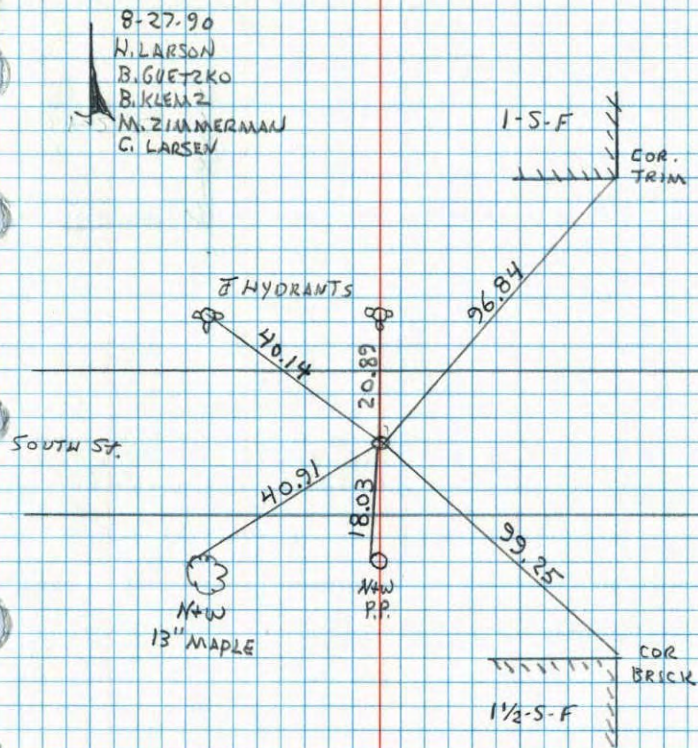 8-27-90
H. LARSON
B. GUETZKO
B. KLEMZ
M. ZIMMERMAN
C. LARSEN
1-S-F
COR.
TRIM
HYDRANTS
96.84
40.14
20.89
SOUTH ST.
40.91
18.03
99.25
N+W
13" MAPLE
N+W
P.P.
COR
BRICK
1½-S-F